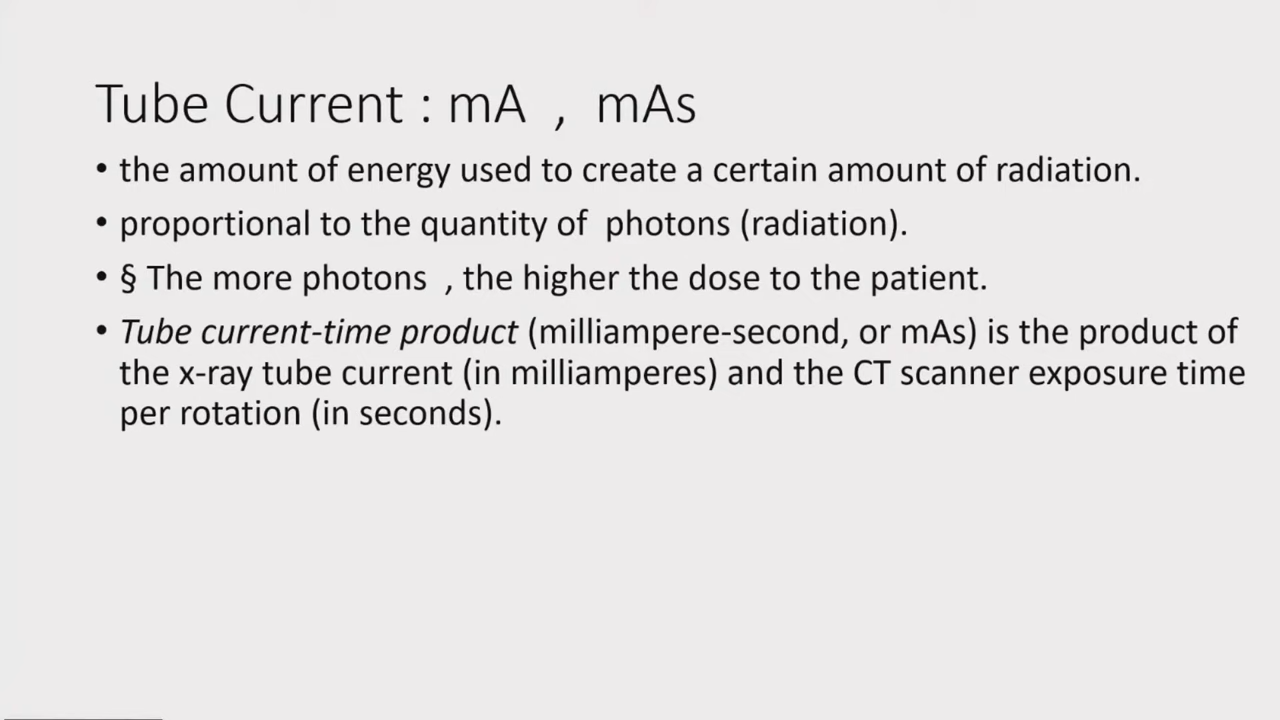 Tube Current : mA , mAs
• the amount of energy used to create a certain amount of radiation.
• proportional to the quantity of photons (radiation).
• § The more photons , the higher the dose to the patient.
• Tube current-time product (milliampere-second, or mAs) is the product of
the x-ray tube current (in milliamperes) and the CT scanner exposure time
per rotation (in seconds).